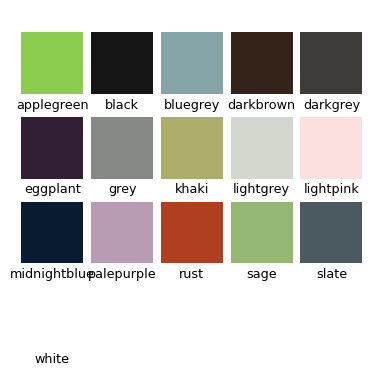 applegreen black bluegrey darkbrown darkgrey
eggplant grey khaki lightgrey lightpink
midnightblue palepurple rust sage slate
white